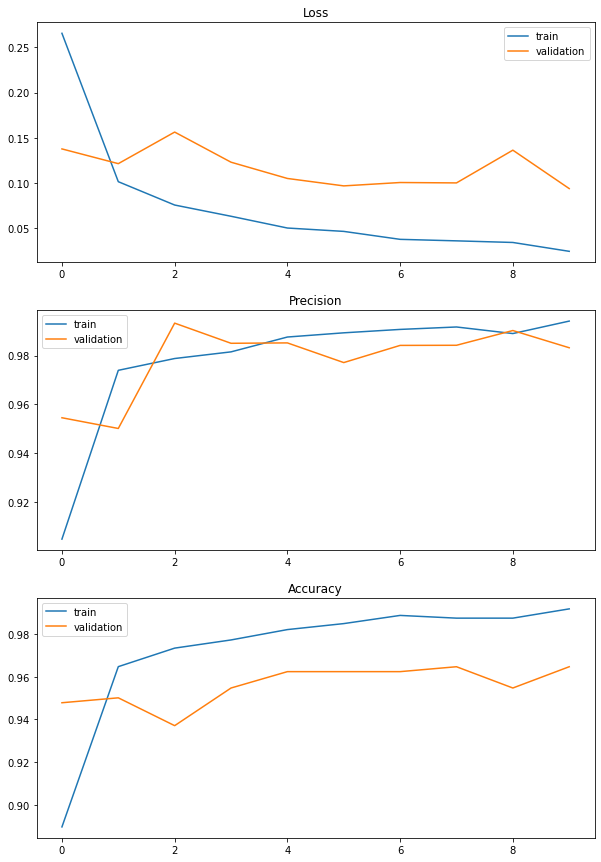 Loss
0.25
0.20
0.15
0.10
0.05
train
validation
0 2 4 6 8
Precision
0.98
0.96
0.94
0.92
train
validation
0 2 4 6 8
Accuracy
0.98
0.96
0.94
0.92
0.90
train
validation
0 2 4 6 8